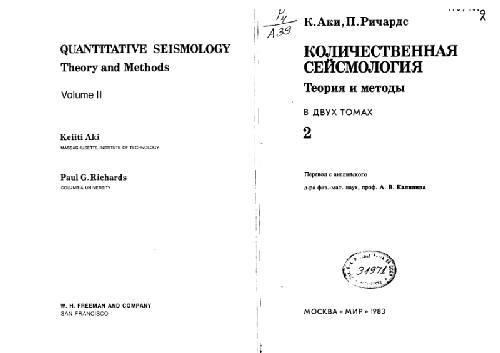 QUANTITATIVE SEISMOLOGY
Theory and Methods
Volume II
Keiiti Aki
MASSACHUSETTS INSTITUTE OF TECHNOLOGY
Paul G. Richards
COLUMBIA UNIVERSITY
W. H. FREEMAN AND COMPANY
SAN FRANCISCO
А39
К. Аки, П. Ричардс
КОЛИЧЕСТВЕННАЯ
СЕЙСМОЛОГИЯ
Теория и методы
В ДВУХ ТОМАХ
2
Перевод с английского
д-ра физ.-мат. наук, проф. А. В. Калинина
31971
МОСКВА «МИР» 1983